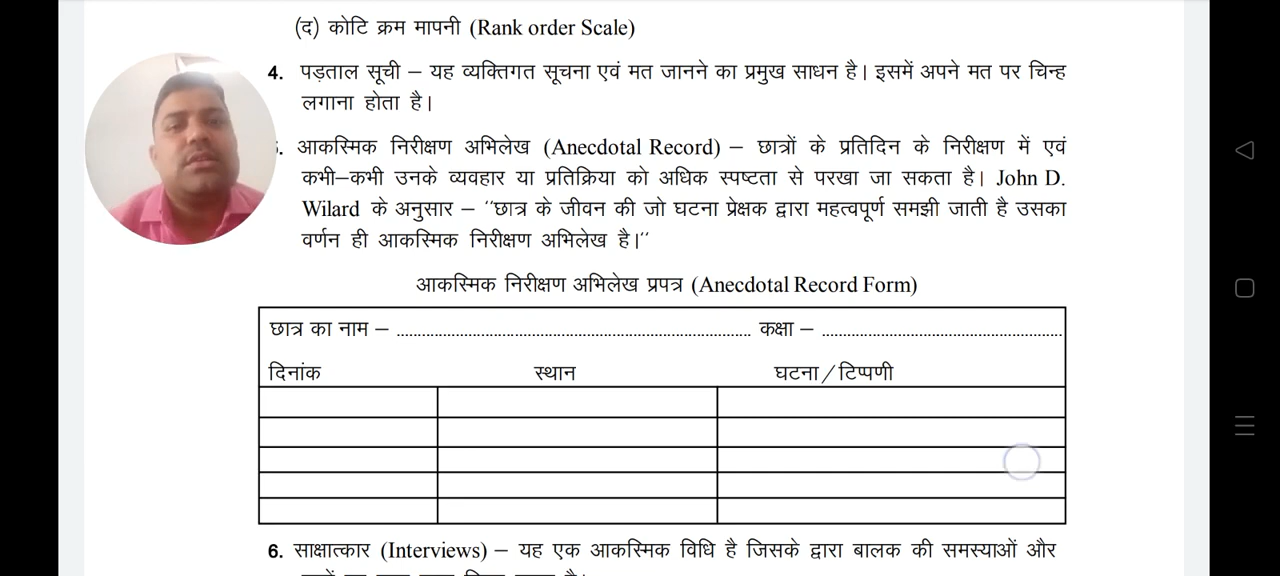 (द) कोटि क्रम मापनी (Rank order Scale)
4. पड़ताल सूची – यह व्यक्तिगत सूचना एवं मत जानने का प्रमुख साधन है। इसमें अपने मत पर चिन्ह
लगाना होता है।
आकस्मिक निरीक्षण अभिलेख (Anecdotal Record) – छात्रों के प्रतिदिन के निरीक्षण में एवं
कभी–कभी उनके व्यवहार या प्रतिक्रिया को अधिक स्पष्टता से परखा जा सकता है। John D.
Wilard के अनुसार – ''छात्र के जीवन की जो घटना प्रेक्षक द्वारा महत्वपूर्ण समझी जाती है उसका
वर्णन ही आकस्मिक निरीक्षण अभिलेख है।''
आकस्मिक निरीक्षण अभिलेख प्रपत्र (Anecdotal Record Form)
छात्र का नाम – ........................................ कक्षा – ........................................
दिनांक स्थान घटना/टिप्पणी
6. साक्षात्कार (Interviews) – यह एक आकस्मिक विधि है जिसके द्वारा बालक की समस्याओं और